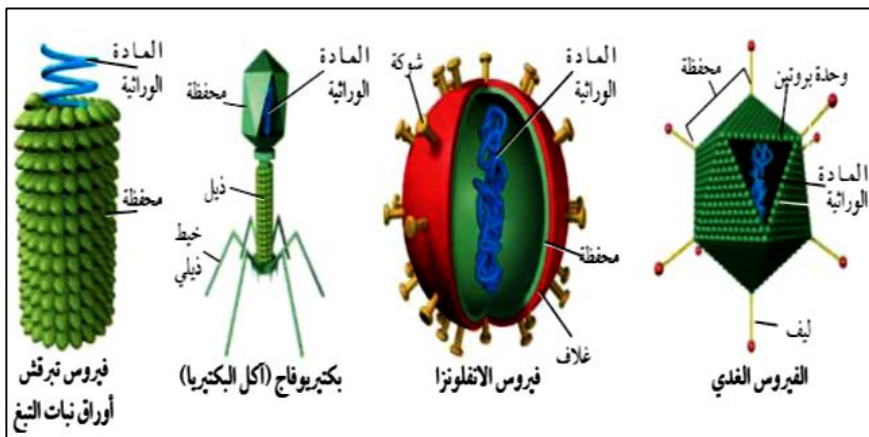 محفظة
وحدة بروتين
المادة
الوراثية
ليف
الفيروس الغدي
شوكة
المادة
الوراثية
محفظة
غلاف
فيروس الانفلونزا
المادة
الوراثية
محفظة
ذيل
خيط
ذيلي
بكتيريوفاج (آكل البكتيريا)
المادة
الوراثية
محفظة
فيروس تبرقش
أوراق نبات التبغ